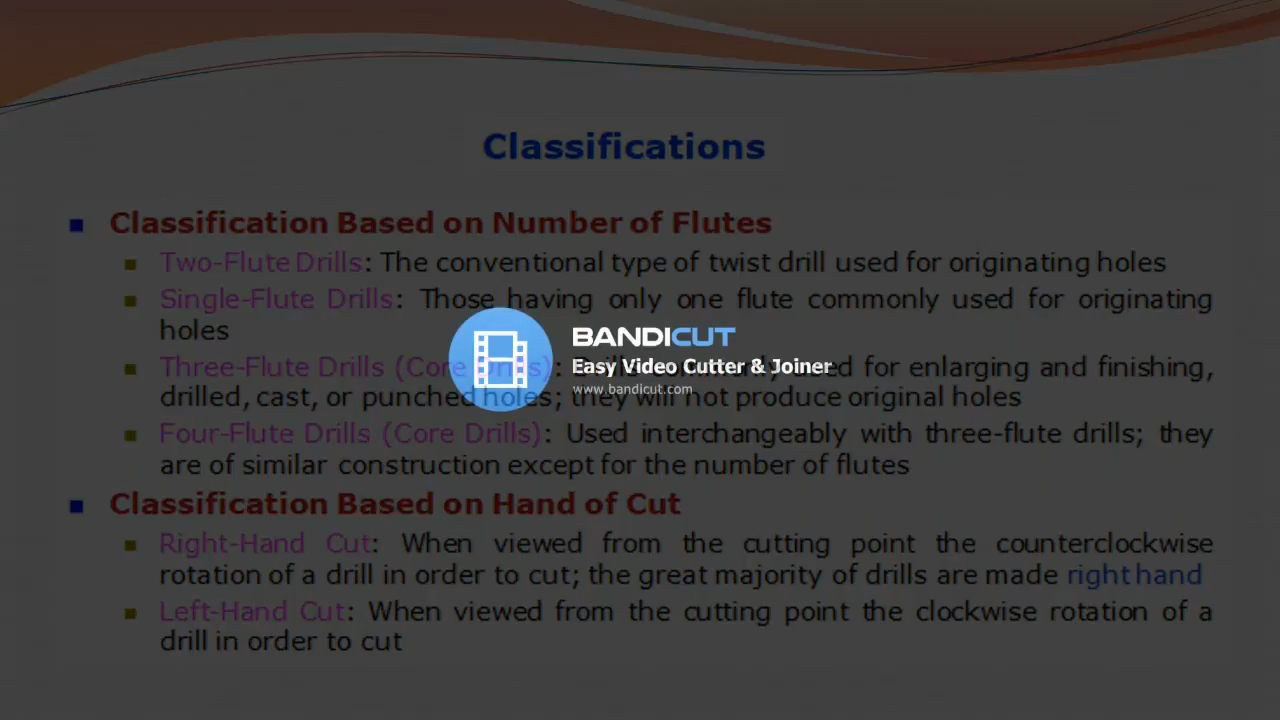 Classifications
Classification Based on Number of Flutes
Two-Flute Drills: The conventional type of twist drill used for originating holes
Single-Flute Drills: Those having only one flute commonly used for originating
holes
BANDICUT
Three-Flute Drills (Core Drills): used for enlarging and finishing,
Easy Video Cutter & Joiner
drilled, cast, or punched holes; they will not produce original holes
www.bandicut.com
Four-Flute Drills (Core Drills): Used interchangeably with three-flute drills; they
are of similar construction except for the number of flutes
Classification Based on Hand of Cut
Right-Hand Cut: When viewed from the cutting point the counterclockwise
rotation of a drill in order to cut; the great majority of drills are made right hand
Left-Hand Cut: When viewed from the cutting point the clockwise rotation of a
drill in order to cut